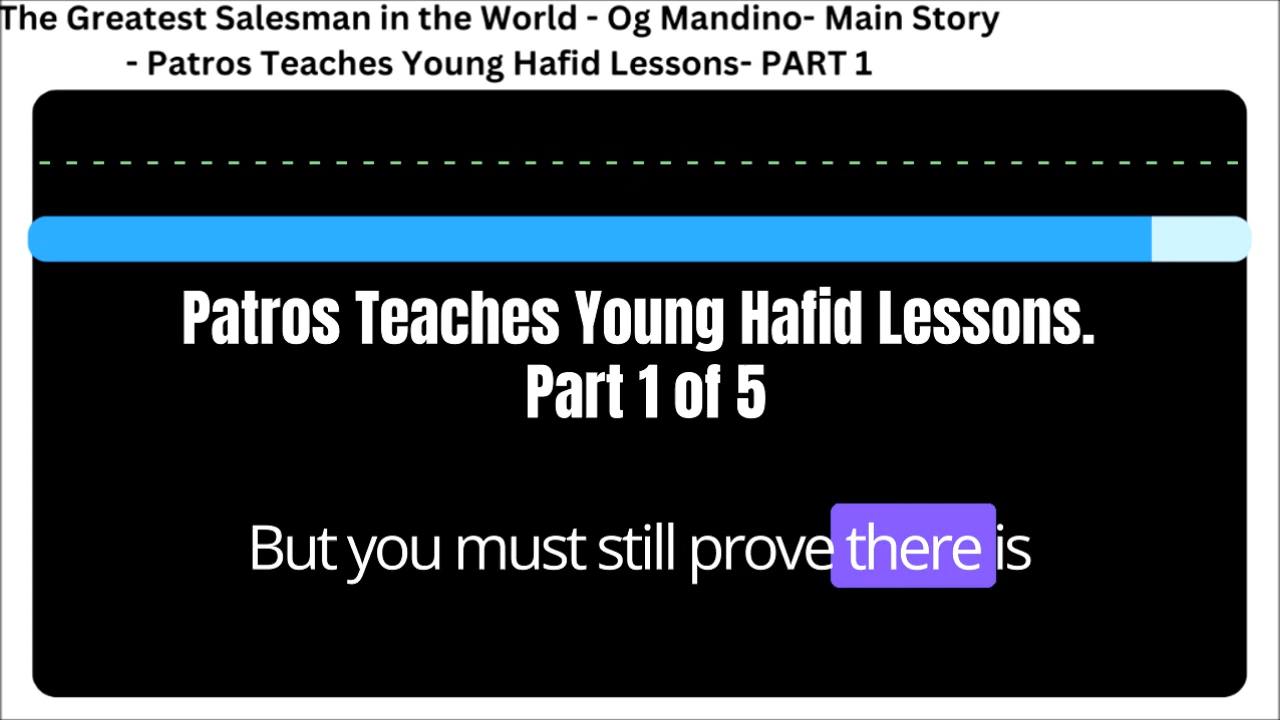 The Greatest Salesman in the World - Og Mandino- Main Story
- Patros Teaches Young Hafid Lessons- PART 1
Patros Teaches Young Hafid Lessons.
Part 1 of 5
But you must still prove there is